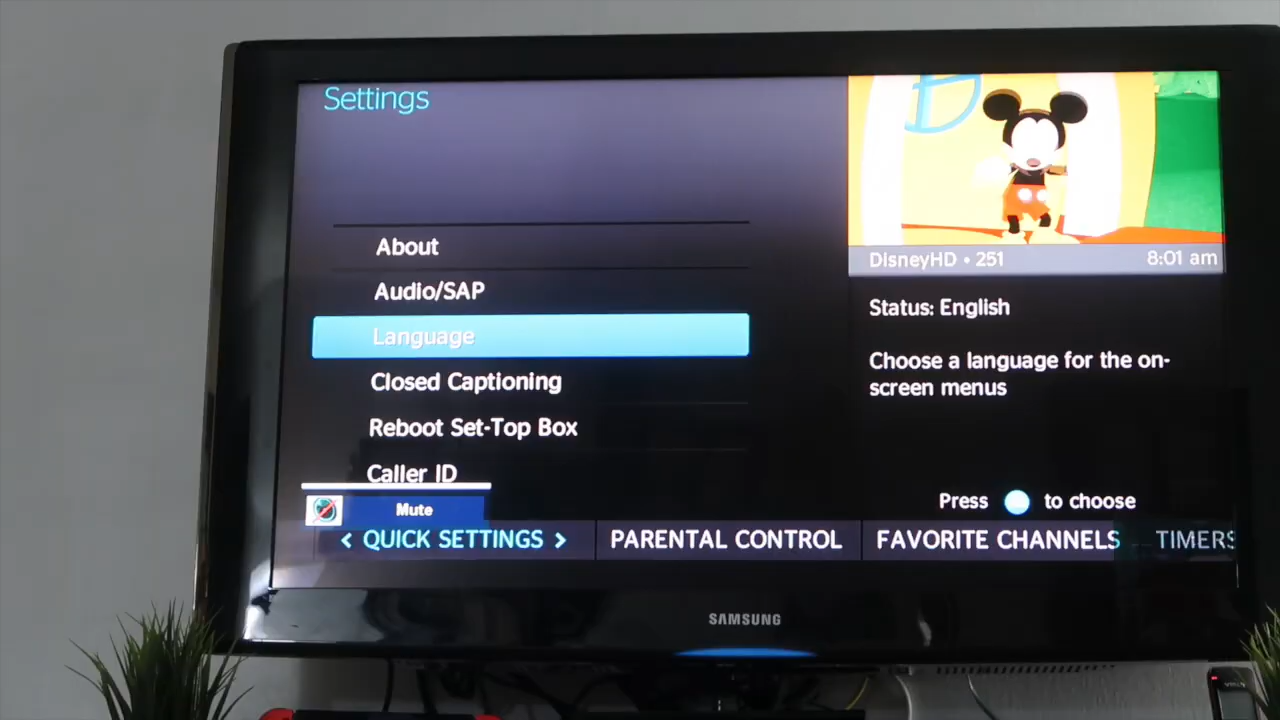 Settings
About
Audio/SAP
Language
Closed Captioning
Reboot Set-Top Box
Caller ID
Mute
< QUICK SETTINGS >
PARENTAL CONTROL
FAVORITE CHANNELS
TIMERS
DisneyHD • 251
8:01 am
Status: English
Choose a language for the on-
screen menus
Press to choose
SAMSUNG